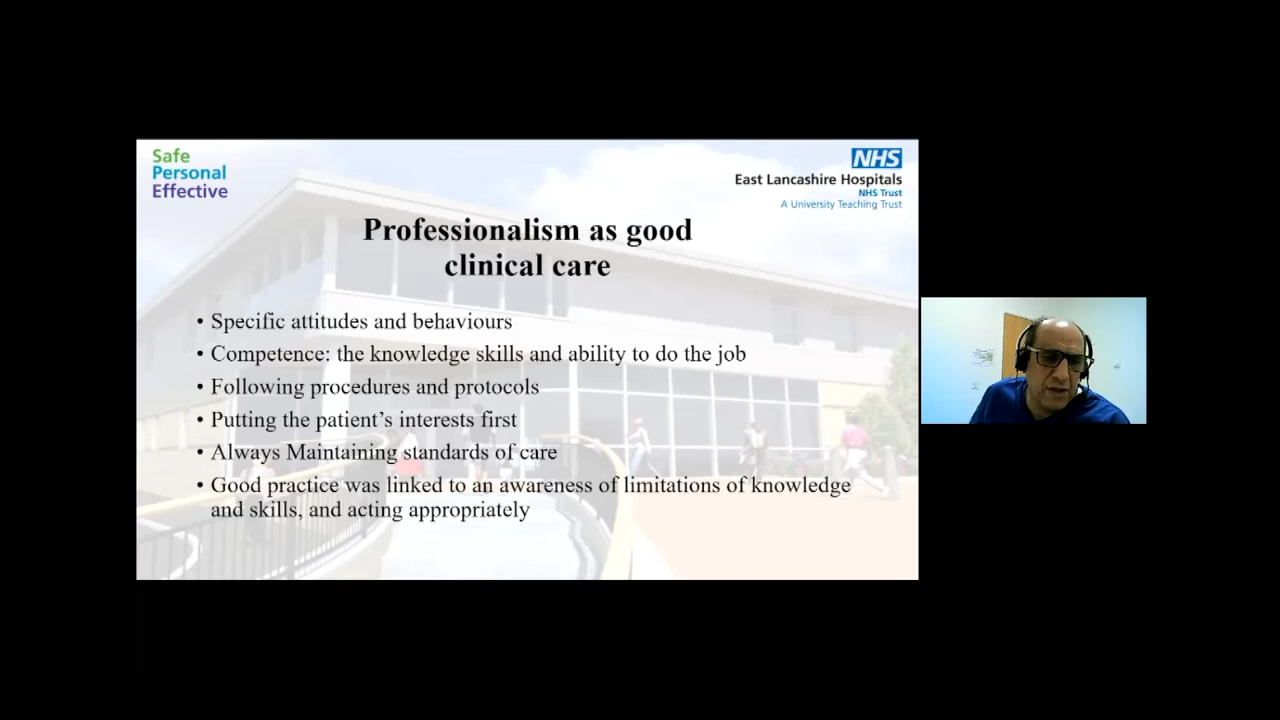 Safe
Personal
Effective
NHS
East Lancashire Hospitals
NHS Trust
A University Teaching Trust
Professionalism as good
clinical care
• Specific attitudes and behaviours
• Competence: the knowledge skills and ability to do the job
• Following procedures and protocols
• Putting the patient’s interests first
• Always Maintaining standards of care
• Good practice was linked to an awareness of limitations of knowledge
and skills, and acting appropriately